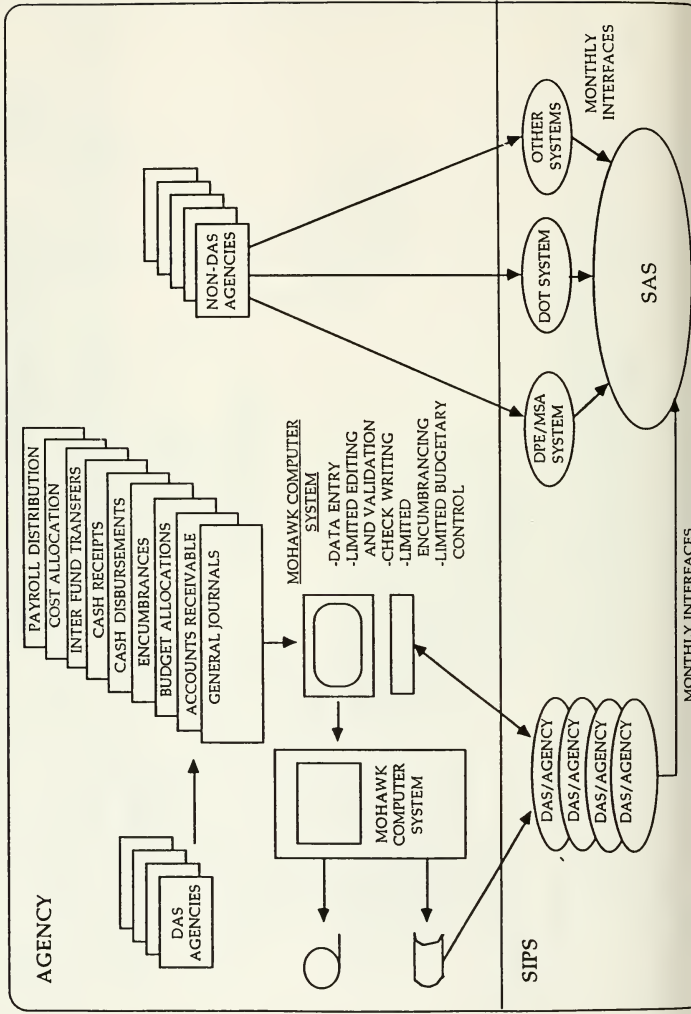 AGENCY
DAS
AGENCIES
PAYROLL DISTRIBUTION
COST ALLOCATION
INTER FUND TRANSFERS
CASH RECEIPTS
CASH DISBURSEMENTS
ENCUMBRANCES
BUDGET ALLOCATIONS
ACCOUNTS RECEIVABLE
GENERAL JOURNALS
NON-DAS
AGENCIES
MOHAWK COMPUTER
SYSTEM
-DATA ENTRY
-LIMITED EDITING
AND VALIDATION
-CHECK WRITING
-LIMITED
ENCUMBRANCING
-LIMITED BUDGETARY
CONTROL
MOHAWK
COMPUTER
SYSTEM
SIPS
DAS/AGENCY
DAS/AGENCY
DAS/AGENCY
DAS/AGENCY
DPE/MSA
SYSTEM
DOT SYSTEM
OTHER
SYSTEMS
MONTHLY
INTERFACES
SAS
MONTHLY INTERFACES